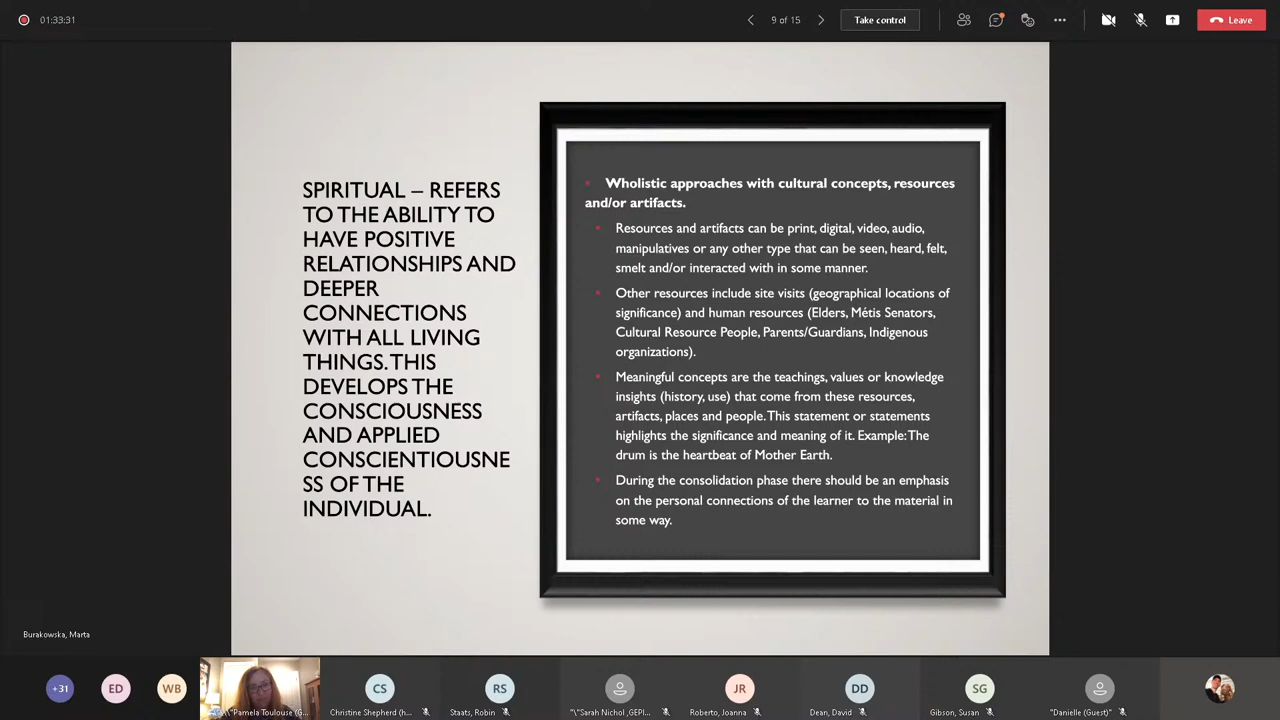 01:33:31
9 of 15
Take control
Leave
SPIRITUAL – REFERS
TO THE ABILITY TO
HAVE POSITIVE
RELATIONSHIPS AND
DEEPER
CONNECTIONS
WITH ALL LIVING
THINGS. THIS
DEVELOPS THE
CONSCIOUSNESS
AND APPLIED
CONSCIENTIOUSNE
SS OF THE
INDIVIDUAL.
Wholistic approaches with cultural concepts, resources
and/or artifacts.
Resources and artifacts can be print, digital, video, audio,
manipulatives or any other type that can be seen, heard, felt,
smelt and/or interacted with in some manner.
Other resources include site visits (geographical locations of
significance) and human resources (Elders, Métis Senators,
Cultural Resource People, Parents/Guardians, Indigenous
organizations).
Meaningful concepts are the teachings, values or knowledge
insights (history, use) that come from these resources,
artifacts, places and people. This statement or statements
highlights the significance and meaning of it. Example: The
drum is the heartbeat of Mother Earth.
During the consolidation phase there should be an emphasis
on the personal connections of the learner to the material in
some way.
Burakowska, Marta
+31
ED
WB
CS
RS
JR
DD
SG
\"Pamela Toulouse (G...
Christine Shepherd (h...
Staats, Robin
"\"Sarah Nichol ,GEPI...
Roberto, Joanna
Dean, David
Gibson, Susan
"Danielle (Guest)"